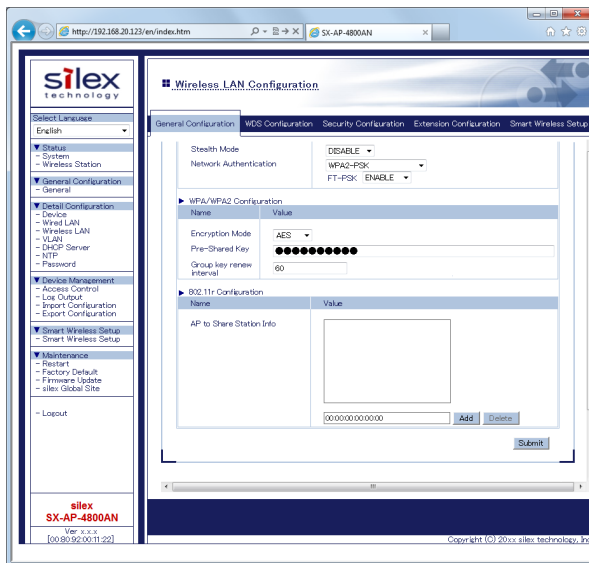 http://192.168.20.123/en/index.htm
SX-AP-4800AN
silex
technology
Select Language
English
▼ Status
- System
- Wireless Station
▼ General Configuration
- General
▼ Detail Configuration
- Device
- Wired LAN
- Wireless LAN
- VLAN
- DHCP Server
- NTP
- Password
▼ Device Management
- Access Control
- Log Output
- Import Configuration
- Export Configuration
▼ Smart Wireless Setup
- Smart Wireless Setup
▼ Maintenance
- Restart
- Factory Default
- Firmware Update
- silex Global Site
- Logout
silex
SX-AP-4800AN
Ver x.x.x
[00:80:92:00:11:22]
Wireless LAN Configuration
General Configuration WDS Configuration Security Configuration Extension Configuration Smart Wireless Setup
Stealth Mode DISABLE
Network Authentication WPA2-PSK
FT-PSK ENABLE
WPA/WPA2 Configuration
Name Value
Encryption Mode AES
Pre-Shared Key ●●●●●●●●●●
Group key renew
interval 60
802.11r Configuration
Name Value
AP to Share Station Info
00:00:00:00:00:00 Add Delete
Submit
Copyright (C) 20xx silex technology, Inc